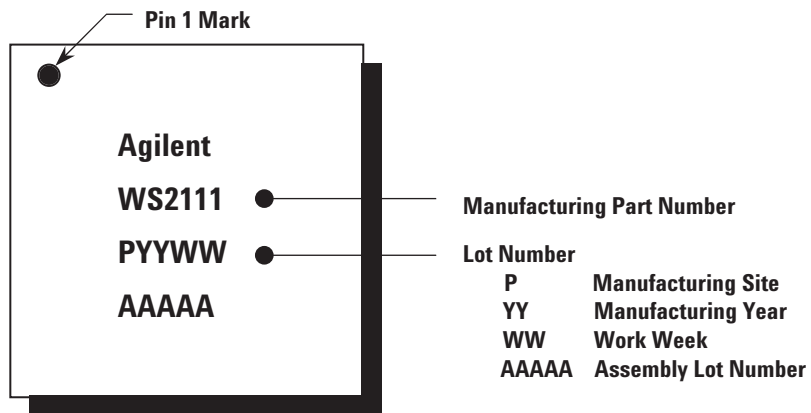 Pin 1 Mark
Agilent
WS2111
PYYWW
AAAAA
Manufacturing Part Number
Lot Number
P Manufacturing Site
YY Manufacturing Year
WW Work Week
AAAAA Assembly Lot Number